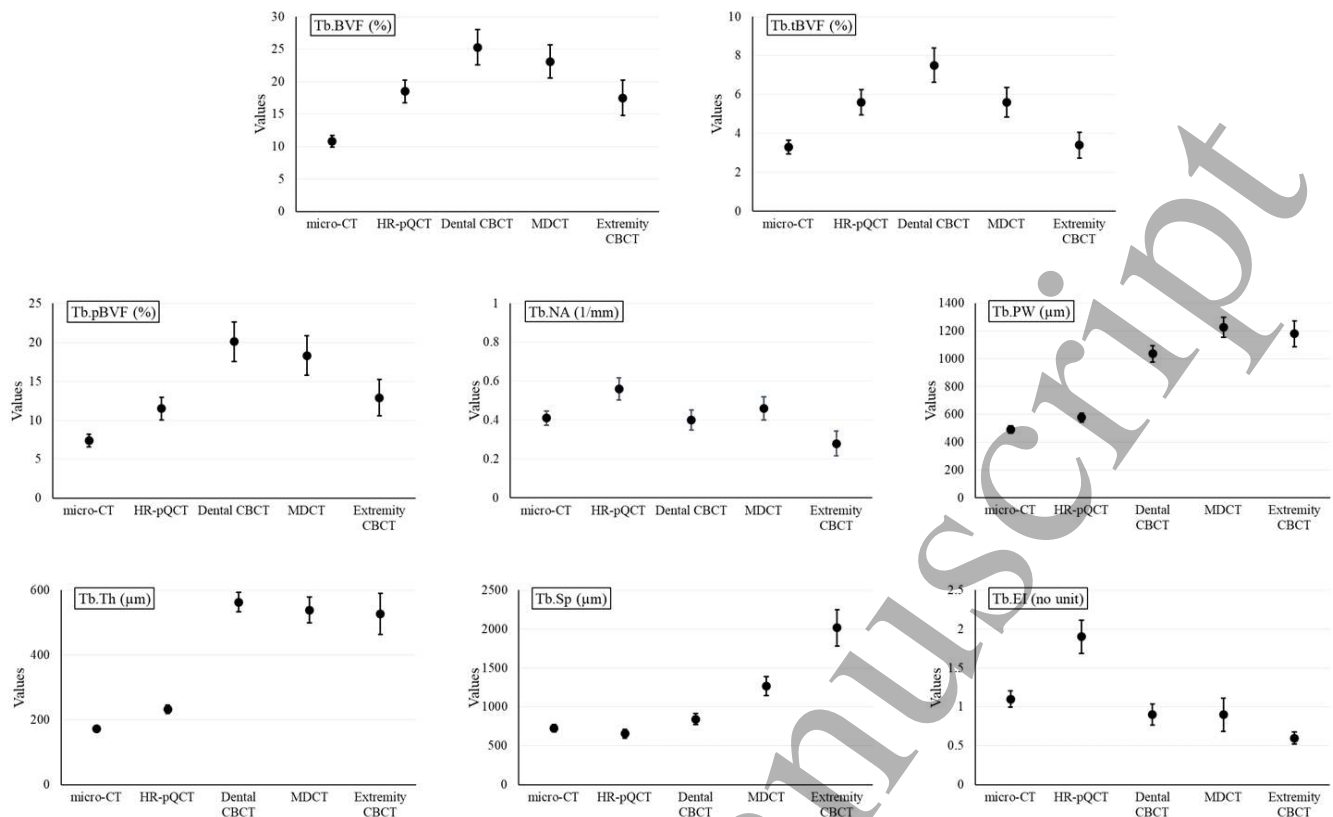 Tb.BVF (%)
Values
30
25
20
15
10
5
0
micro-CT HR-pQCT Dental CBCT MDCT Extremity
CBCT
Tb.tBVF (%)
Values
10
8
6
4
2
0
micro-CT HR-pQCT Dental CBCT MDCT Extremity
CBCT
Tb.pBVF (%)
Values
25
20
15
10
5
0
micro-CT HR-pQCT Dental CBCT MDCT Extremity
CBCT
Tb.NA (1/mm)
Values
1
0.8
0.6
0.4
0.2
0
micro-CT HR-pQCT Dental CBCT MDCT Extremity
CBCT
Tb.PW (µm)
Values
1400
1200
1000
800
600
400
200
0
micro-CT HR-pQCT Dental MDCT Extremity
CBCT CBCT
Tb.Th (µm)
Values
600
400
200
0
micro-CT HR-pQCT Dental MDCT Extremity
CBCT CBCT
Tb.Sp (µm)
Values
2500
2000
1500
1000
500
0
micro-CT HR-pQCT Dental MDCT Extremity
CBCT CBCT
Tb.EI (no unit)
Values
2.5
2
1.5
1
0.5
0
micro-CT HR-pQCT Dental MDCT Extremity
CBCT CBCT
nuscript